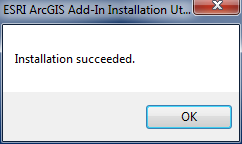 ESRI ArcGIS Add-In Installation Ut...
Installation succeeded.
OK